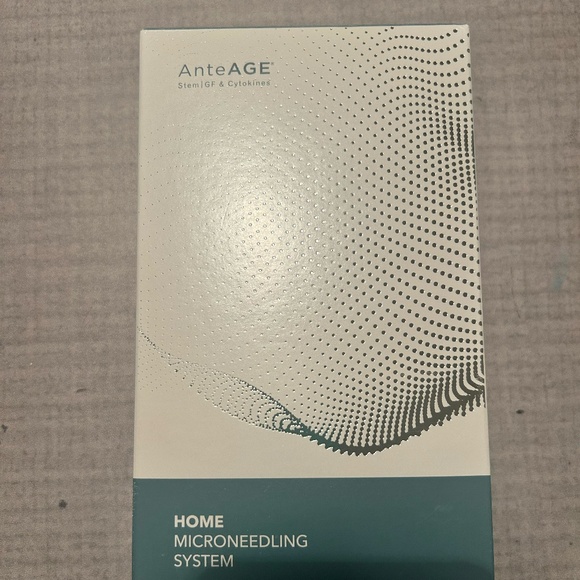 AnteAGE®
Stem|GF & Cytokines
HOME
MICRONEEDLING
SYSTEM